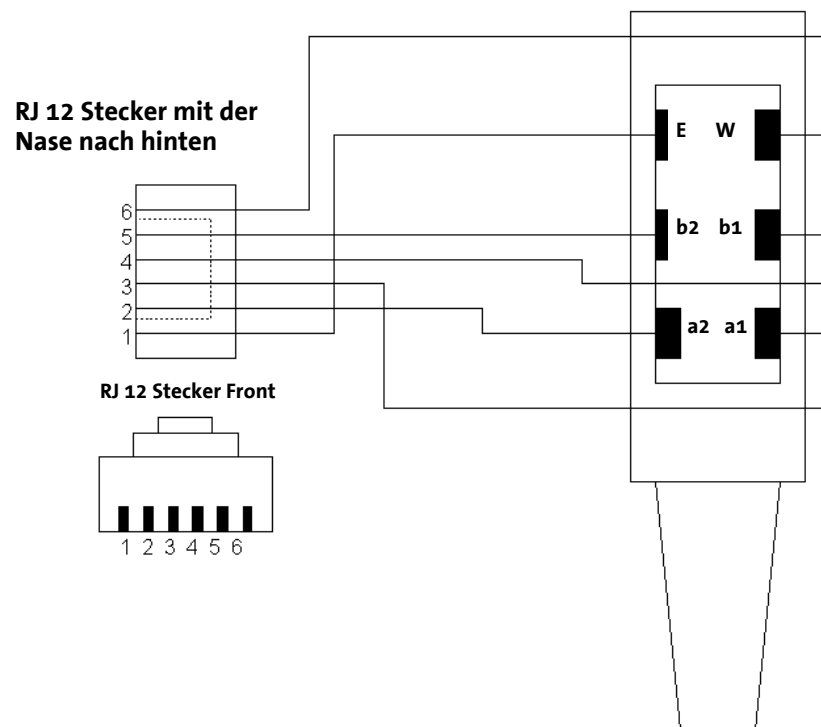 RJ 12 Stecker mit der
Nase nach hinten
6
5
4
3
2
1
E W
b2 b1
a2 a1
RJ 12 Stecker Front
1 2 3 4 5 6